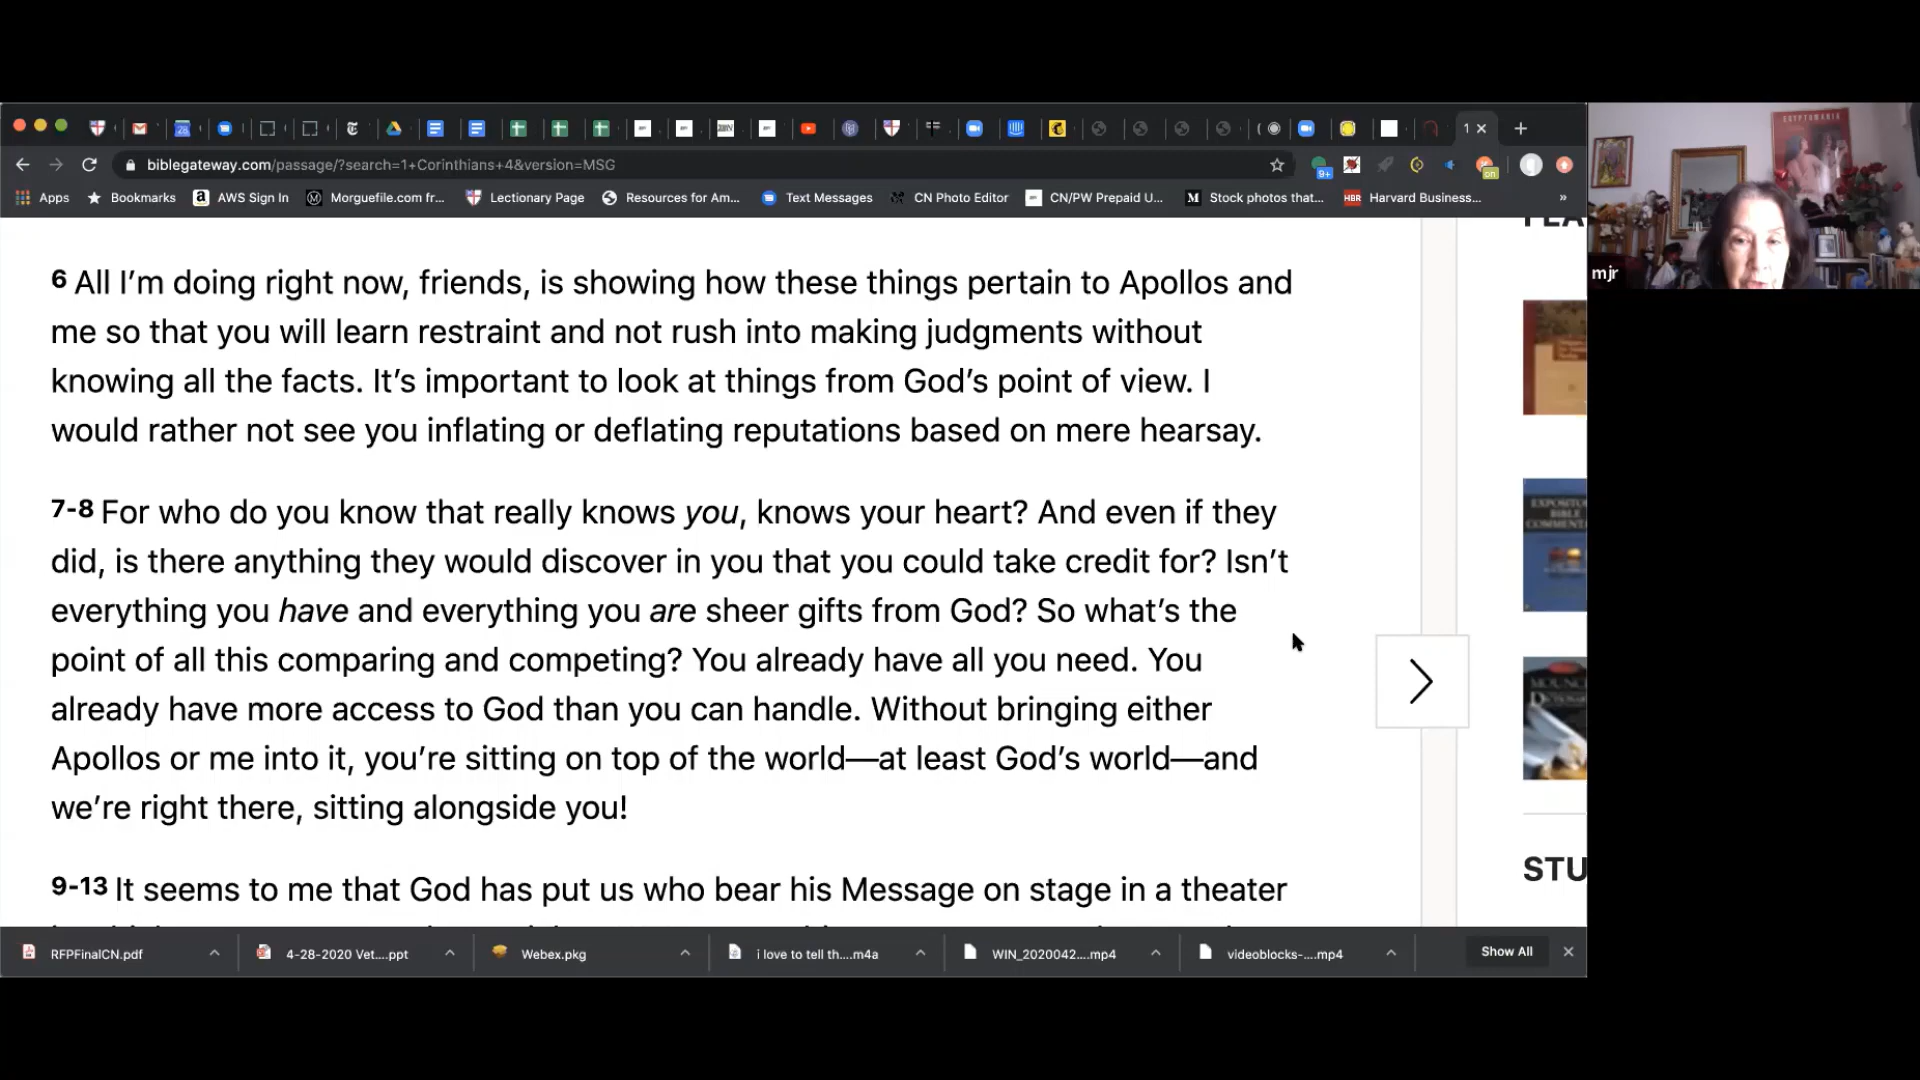 1
biblegateway.com/passage/?search=1+Corinthians+4&version=MSG
9+
on
Apps
Bookmarks
AWS Sign In
Morguefile.com fr...
Lectionary Page
Resources for Am...
Text Messages
CN Photo Editor
CN/PW Prepaid U...
Stock photos that...
HBR Harvard Business...
»
EGYPTOMANIA
mjr
6 All I’m doing right now, friends, is showing how these things pertain to Apollos and
me so that you will learn restraint and not rush into making judgments without
knowing all the facts. It’s important to look at things from God’s point of view. I
would rather not see you inflating or deflating reputations based on mere hearsay.
7-8 For who do you know that really knows you, knows your heart? And even if they
did, is there anything they would discover in you that you could take credit for? Isn’t
everything you have and everything you are sheer gifts from God? So what’s the
point of all this comparing and competing? You already have all you need. You
already have more access to God than you can handle. Without bringing either
Apollos or me into it, you’re sitting on top of the world—at least God’s world—and
we’re right there, sitting alongside you!
9-13 It seems to me that God has put us who bear his Message on stage in a theater
EXPOSITO
BIBLE
COMMENTA
MOUNC
STU
RFPFinalCN.pdf
4-28-2020 Vet....ppt
Webex.pkg
i love to tell th....m4a
WIN_2020042....mp4
videoblocks-....mp4
Show All